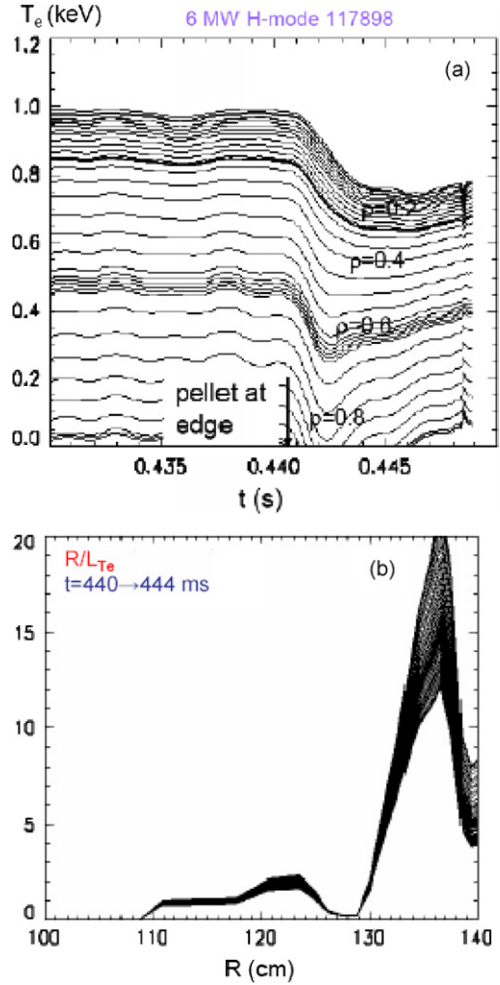 Te (keV) 6 MW H-mode 117898
(a)
1.2
1.0
0.8
0.6
0.4
0.2
0.0
ρ=0.2
ρ=0.4
ρ=0.6
ρ=0.8
pellet at
edge
0.435 0.440 0.445
t (s)
(b)
R/LTe
t=440→444 ms
20
15
10
5
0
100 110 120 130 140
R (cm)